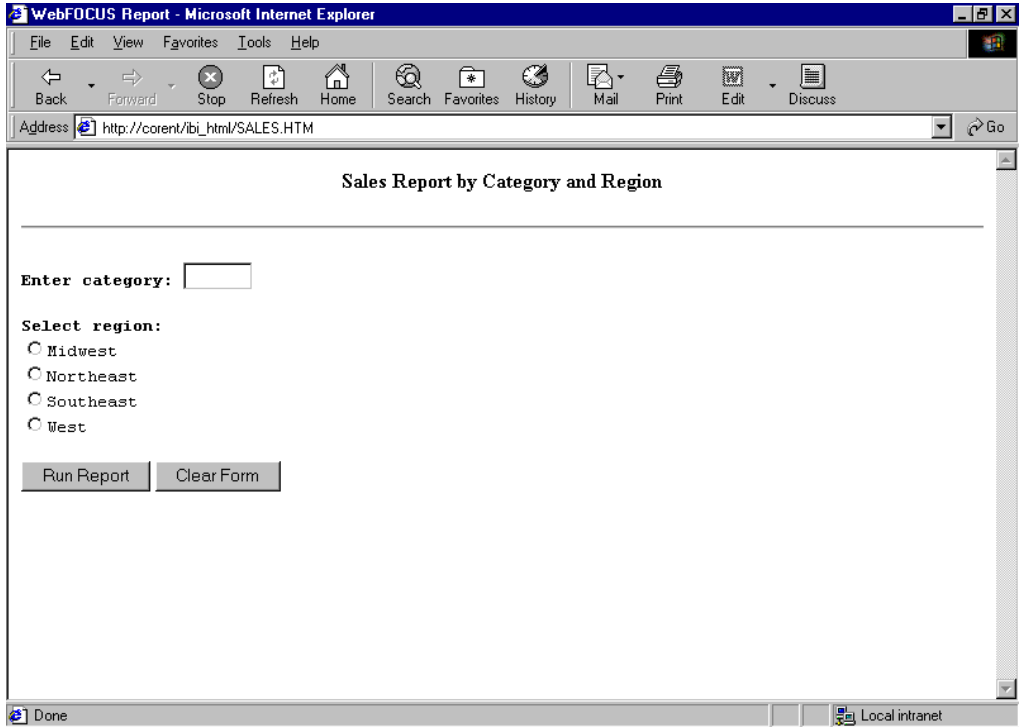 WebFOCUS Report - Microsoft Internet Explorer
File Edit View Favorites Tools Help
Back Forward Stop Refresh Home Search Favorites History Mail Print Edit Discuss
Address http://corent/ibi_html/SALES.HTM Go
Sales Report by Category and Region
Enter category:
Select region:
Midwest
Northeast
Southeast
West
Run Report Clear Form
Done Local intranet